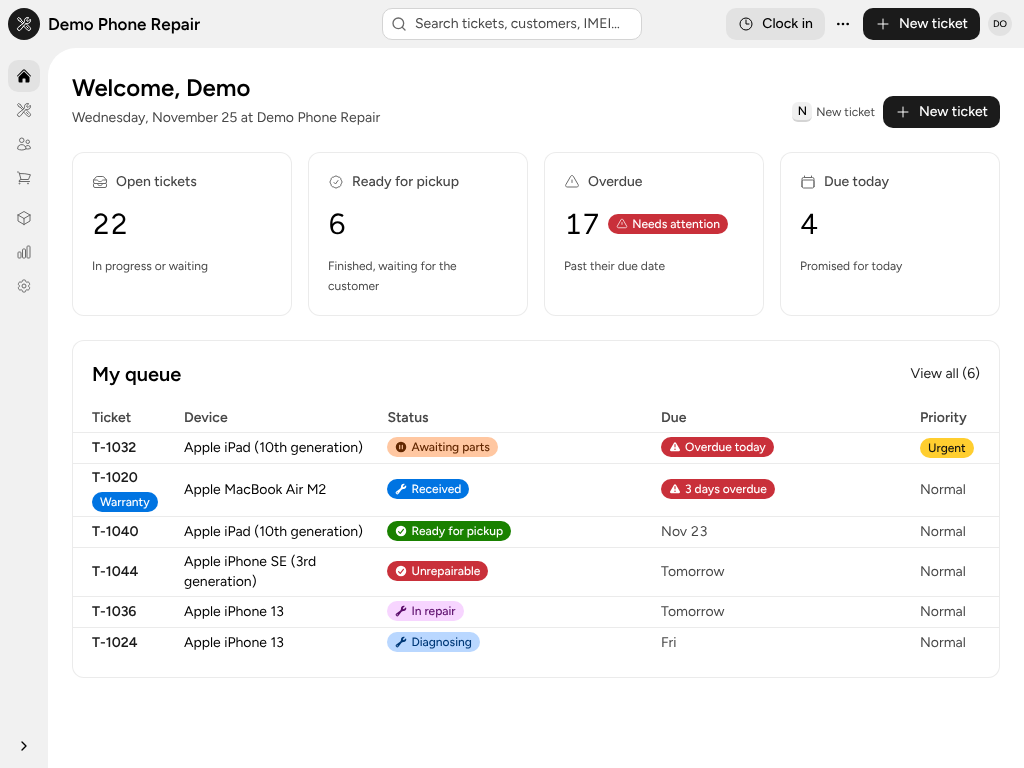 Demo Phone Repair
Search tickets, customers, IMEI...
Clock in
New ticket
DO
Welcome, Demo
Wednesday, November 25 at Demo Phone Repair
N New ticket
New ticket
Open tickets
22
In progress or waiting
Ready for pickup
6
Finished, waiting for the
customer
Overdue
17 Needs attention
Past their due date
Due today
4
Promised for today
My queue
View all (6)
Ticket Device Status Due Priority
T-1032 Apple iPad (10th generation) Awaiting parts Overdue today Urgent
T-1020
Warranty
Apple MacBook Air M2 Received 3 days overdue Normal
T-1040 Apple iPad (10th generation) Ready for pickup Nov 23 Normal
T-1044 Apple iPhone SE (3rd
generation) Unrepairable Tomorrow Normal
T-1036 Apple iPhone 13 In repair Tomorrow Normal
T-1024 Apple iPhone 13 Diagnosing Fri Normal